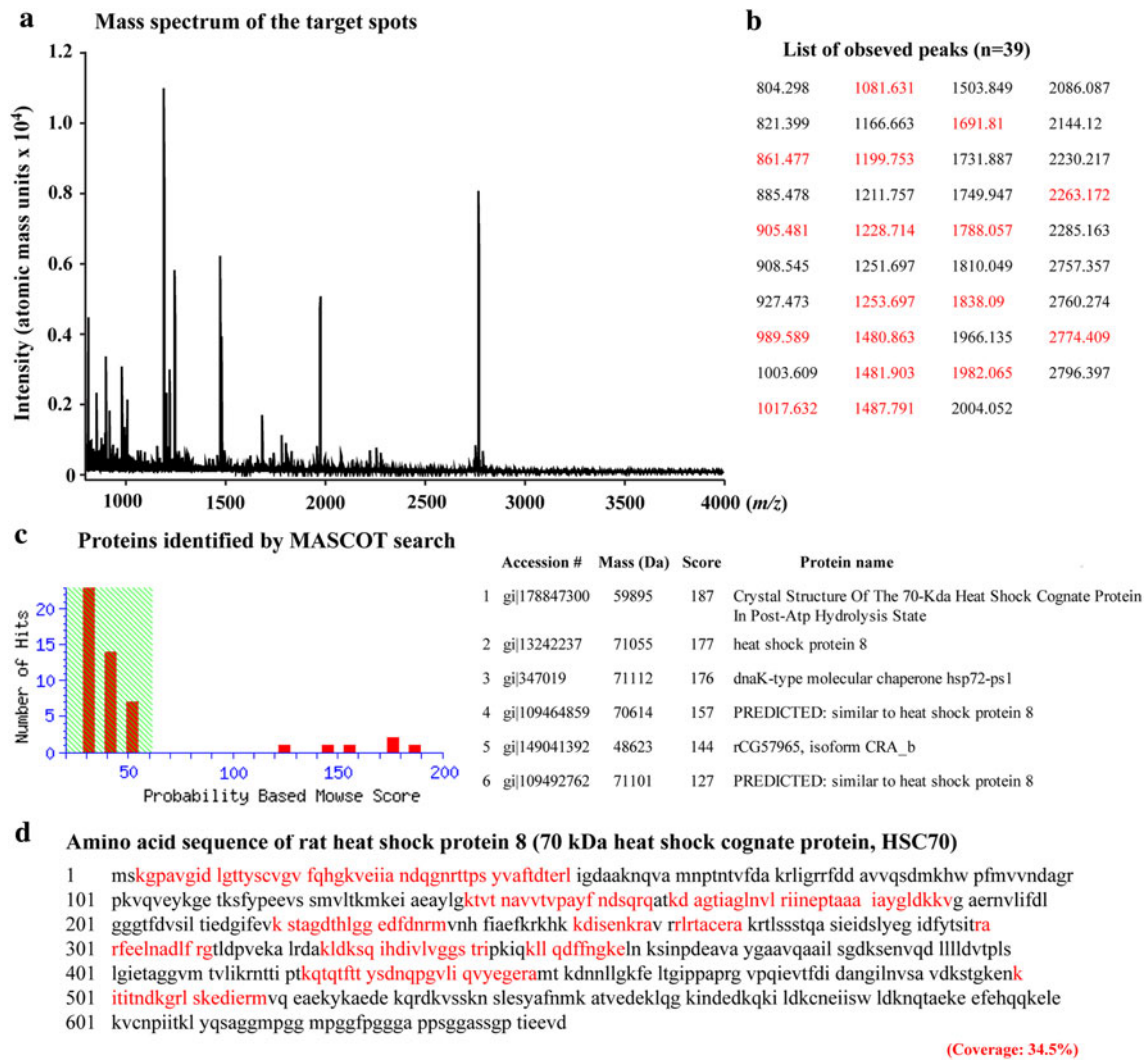 a
Mass spectrum of the target spots
1.2
1.0
0.8
0.6
0.4
0.2
0
Intensity (atomic mass units x 10⁴)
1000 1500 2000 2500 3000 3500 4000 (m/z)
b
List of obseved peaks (n=39)
804.298 1081.631 1503.849 2086.087
821.399 1166.663 1691.81 2144.12
861.477 1199.753 1731.887 2230.217
885.478 1211.757 1749.947 2263.172
905.481 1228.714 1788.057 2285.163
908.545 1251.697 1810.049 2757.357
927.473 1253.697 1838.09 2760.274
989.589 1480.863 1966.135 2774.409
1003.609 1481.903 1982.065 2796.397
1017.632 1487.791 2004.052
c
Proteins identified by MASCOT search
Number of Hits
20
15
10
5
0
50 100 150 200
Probability Based Mowse Score
Accession # Mass (Da) Score Protein name
1 gi|178847300 59895 187 Crystal Structure Of The 70-Kda Heat Shock Cognate Protein
In Post-Atp Hydrolysis State
2 gi|13242237 71055 177 heat shock protein 8
3 gi|347019 71112 176 dnaK-type molecular chaperone hsp72-ps1
4 gi|109464859 70614 157 PREDICTED: similar to heat shock protein 8
5 gi|149041392 48623 144 rCG57965, isoform CRA_b
6 gi|109492762 71101 127 PREDICTED: similar to heat shock protein 8
d
Amino acid sequence of rat heat shock protein 8 (70 kDa heat shock cognate protein, HSC70)
1 mskgpavgid lgttyscvgv fqhgkveiia ndqgnrttps yvaftdterl igdaaknqva mnptntvfda krligrrfdd avvqsdmkhw pfmvvndagr
101 pkvqveykge tksfypeevs smvltkmkei aeaylgktvt navvtvpayf ndsqrqatkd agtiaglnvl riineptaaa iaygldkkvg aernvlifdl
201 gggtfdvsil tiedgifevk stagdthlgg edfdnrmvnh fiaefkrkhk kdisenkrav rrlrtacera krtlssstqa sieidslyeg idfytsitra
301 rfeelnadlf rgtldpveka lrdakldksq ihdivlvggs tripkiqkll qdffngkeln ksinpdeava ygaavqaail sgdksenvqd lllldvtpls
401 lgietaggvm tvlikrntti ptkqtqtftt ysdnqpgvli qvyegeramt kdnnllgkfe ltgippaprg vpqievtfdi dangilnvsa vdkstgkenk
501 ititndkgrl skediermvq eaekykaede kqrdkvsskn slesyafnmk atvedeklqg kindedkqki ldkcneiisw ldknqtaeke efehqqkele
601 kvcnpiitkl yqsaggmpgg mpggfpggga ppsggassgp tieevd
(Coverage: 34.5%)